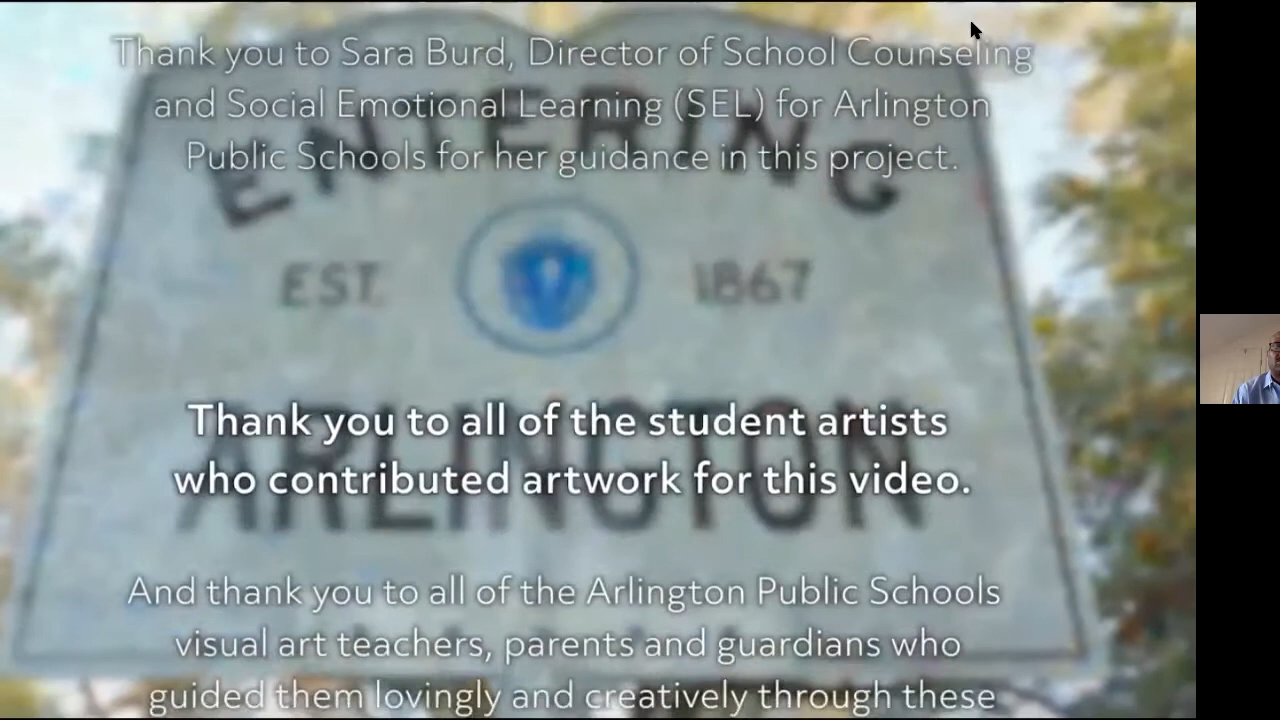 Thank you to Sara Burd, Director of School Counseling
and Social Emotional Learning (SEL) for Arlington
Public Schools for her guidance in this project.
ENTERING
EST. 1867
Thank you to all of the student artists
who contributed artwork for this video.
ARLINGTON
And thank you to all of the Arlington Public Schools
visual art teachers, parents and guardians who
guided them lovingly and creatively through these